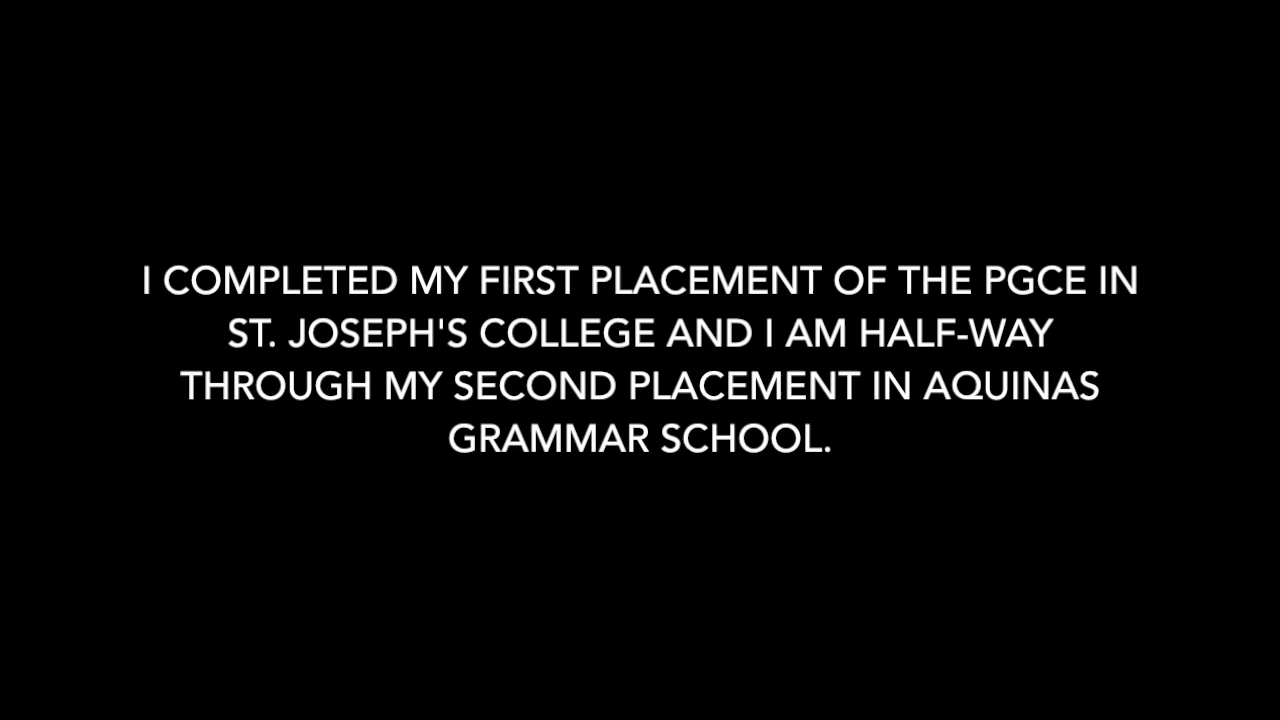 I COMPLETED MY FIRST PLACEMENT OF THE PGCE IN
ST. JOSEPH'S COLLEGE AND I AM HALF-WAY
THROUGH MY SECOND PLACEMENT IN AQUINAS
GRAMMAR SCHOOL.